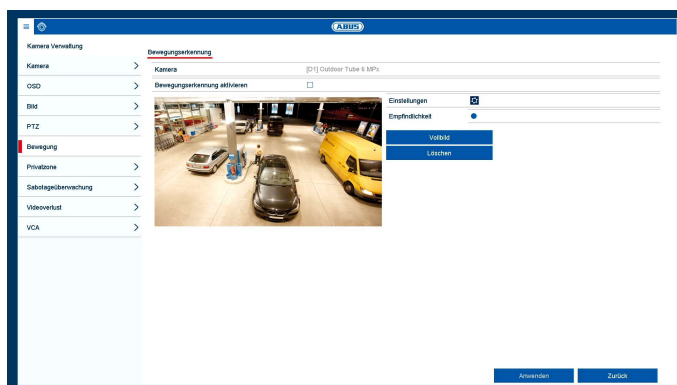 ABUS
Kamera Verwaltung
Kamera
OSD
Bild
PTZ
Bewegung
Privatzone
Sabotageüberwachung
Videoverlust
VCA
Bewegungserkennung
Kamera [D1] Outdoor Tube 6 MPx
Bewegungserkennung aktivieren
Einstellungen
Empfindlichkeit
Vollbild
Löschen
Anwenden Zurück